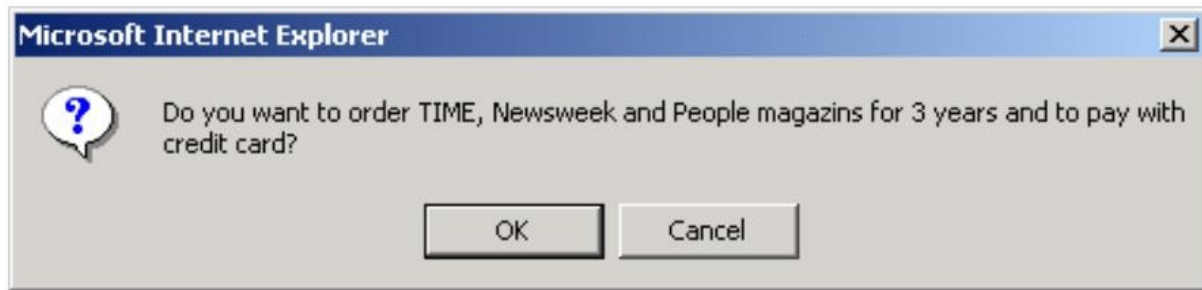 Microsoft Internet Explorer
Do you want to order TIME, Newsweek and People magazins for 3 years and to pay with
credit card?
OK
Cancel